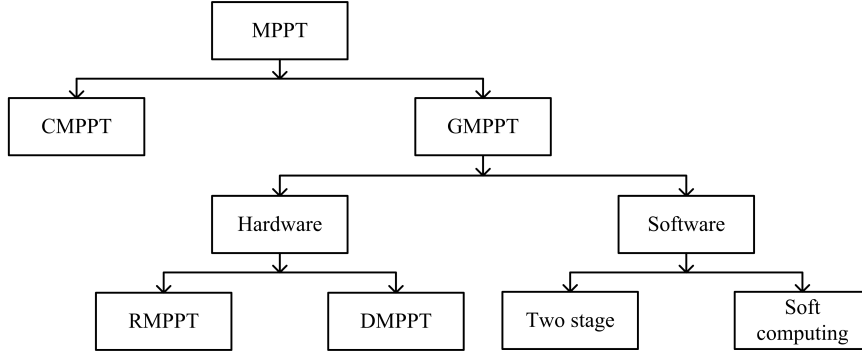 MPPT
CMPPT
GMPPT
Hardware
Software
RMPPT
DMPPT
Two stage
Soft
computing